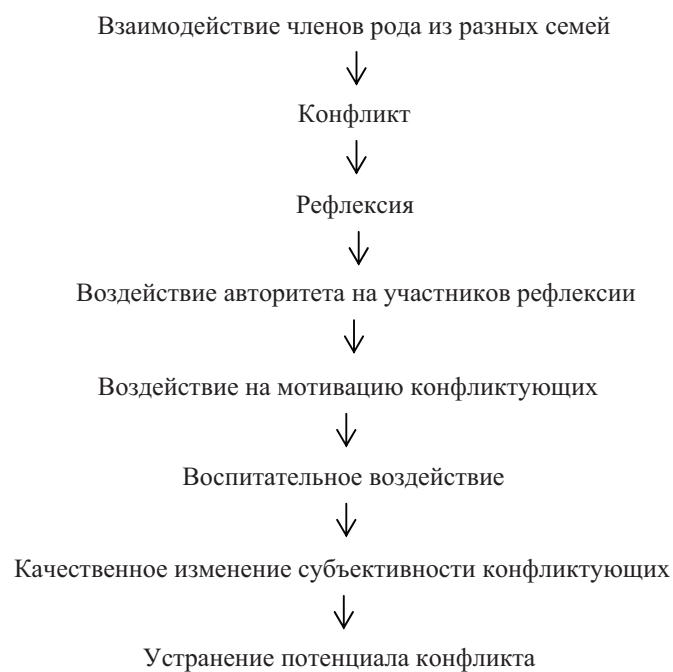 Взаимодействие членов рода из разных семей
Конфликт
Рефлексия
Воздействие авторитета на участников рефлексии
Воздействие на мотивацию конфликтующих
Воспитательное воздействие
Качественное изменение субъективности конфликтующих
Устранение потенциала конфликта